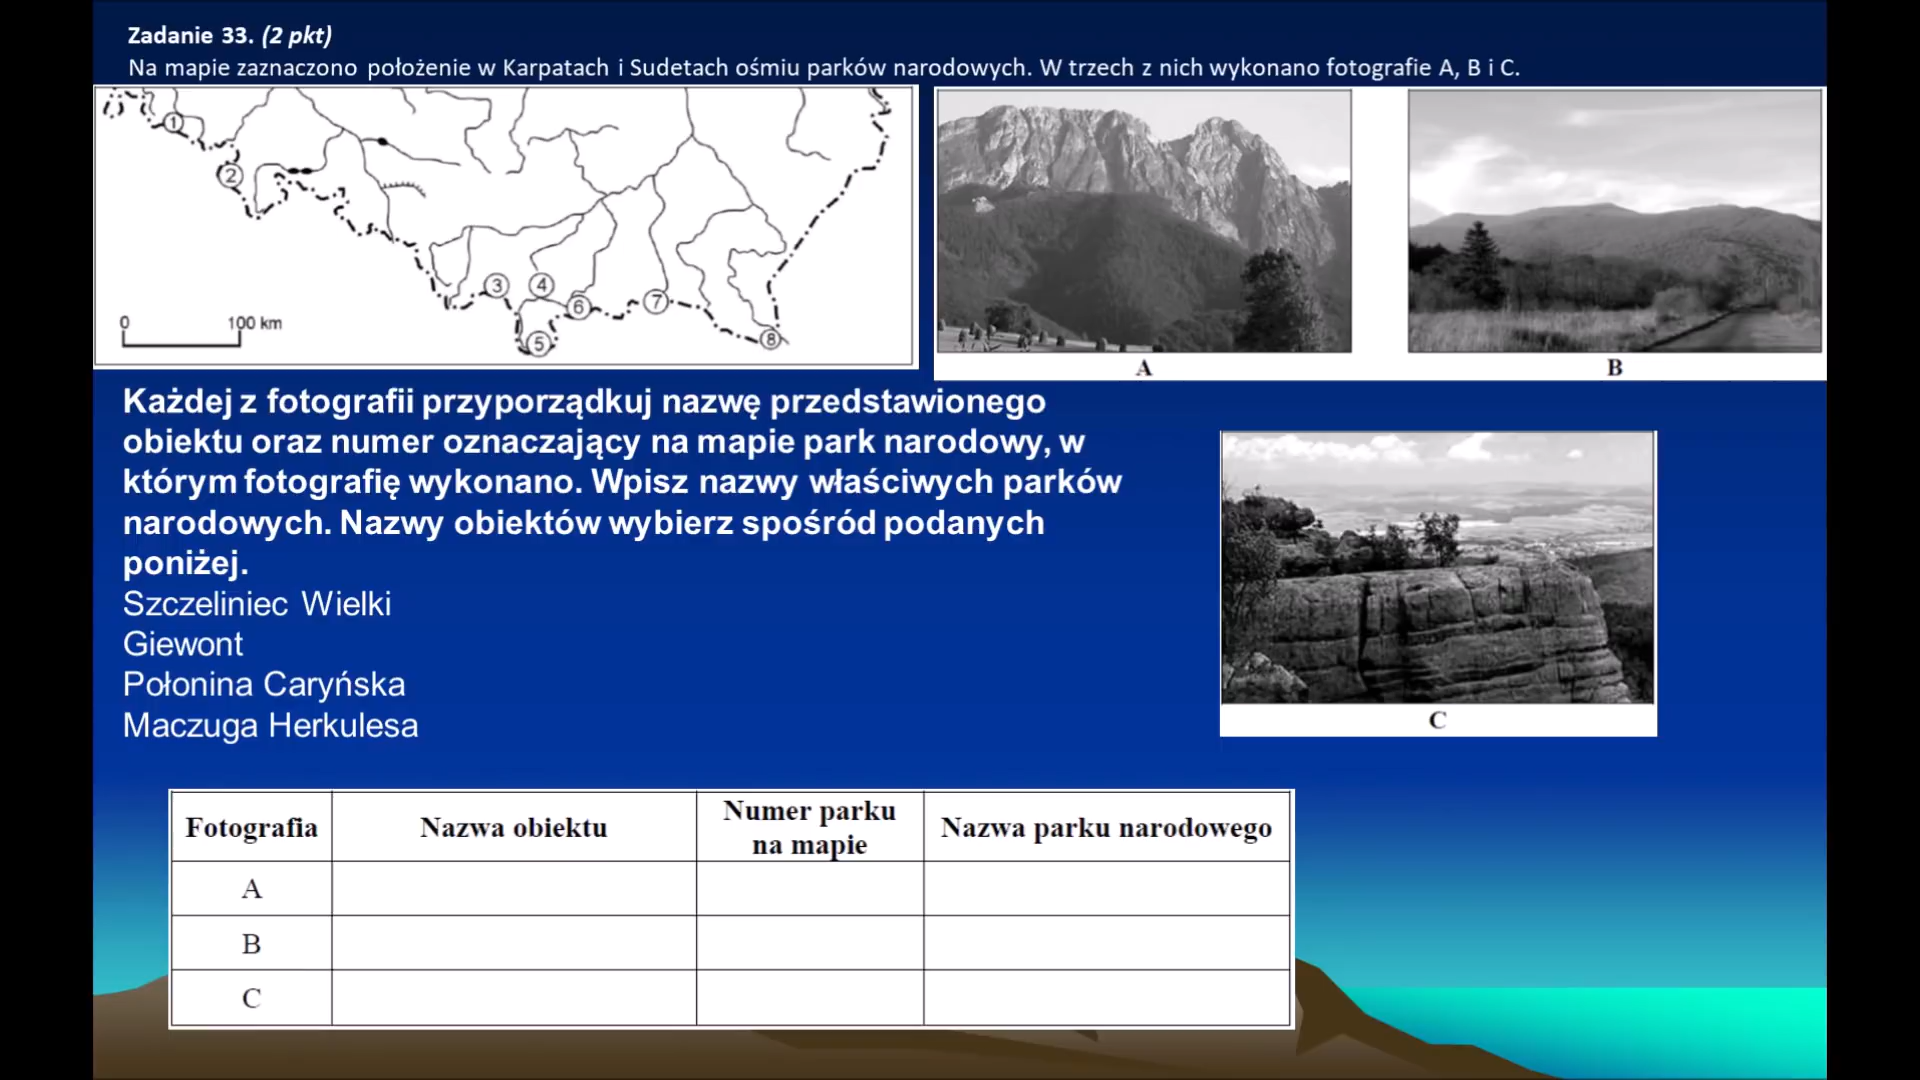 Zadanie 33. (2 pkt)
Na mapie zaznaczono położenie w Karpatach i Sudetach ośmiu parków narodowych. W trzech z nich wykonano fotografie A, B i C.
1
2
3
4
5
6
7
8
0 100 km
A
B
Każdej z fotografii przyporządkuj nazwę przedstawionego
obiektu oraz numer oznaczający na mapie park narodowy, w
którym fotografię wykonano. Wpisz nazwy właściwych parków
narodowych. Nazwy obiektów wybierz spośród podanych
poniżej.
Szczeliniec Wielki
Giewont
Połonina Caryńska
Maczuga Herkulesa
C
Fotografia
Nazwa obiektu
Numer parku
na mapie
Nazwa parku narodowego
A
B
C